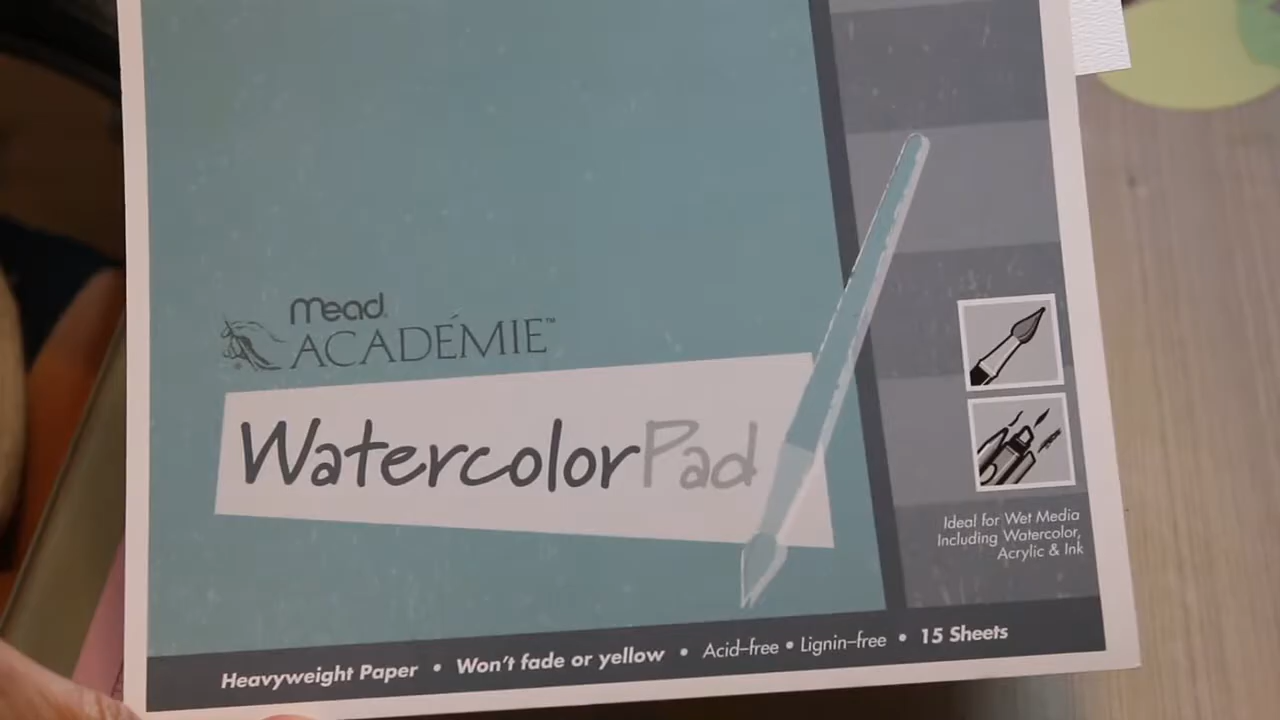 mead
ACADÉMIE™
WatercolorPad
Ideal for Wet Media
Including Watercolor,
Acrylic & Ink
Heavyweight Paper • Won't fade or yellow • Acid–free • Lignin–free • 15 Sheets